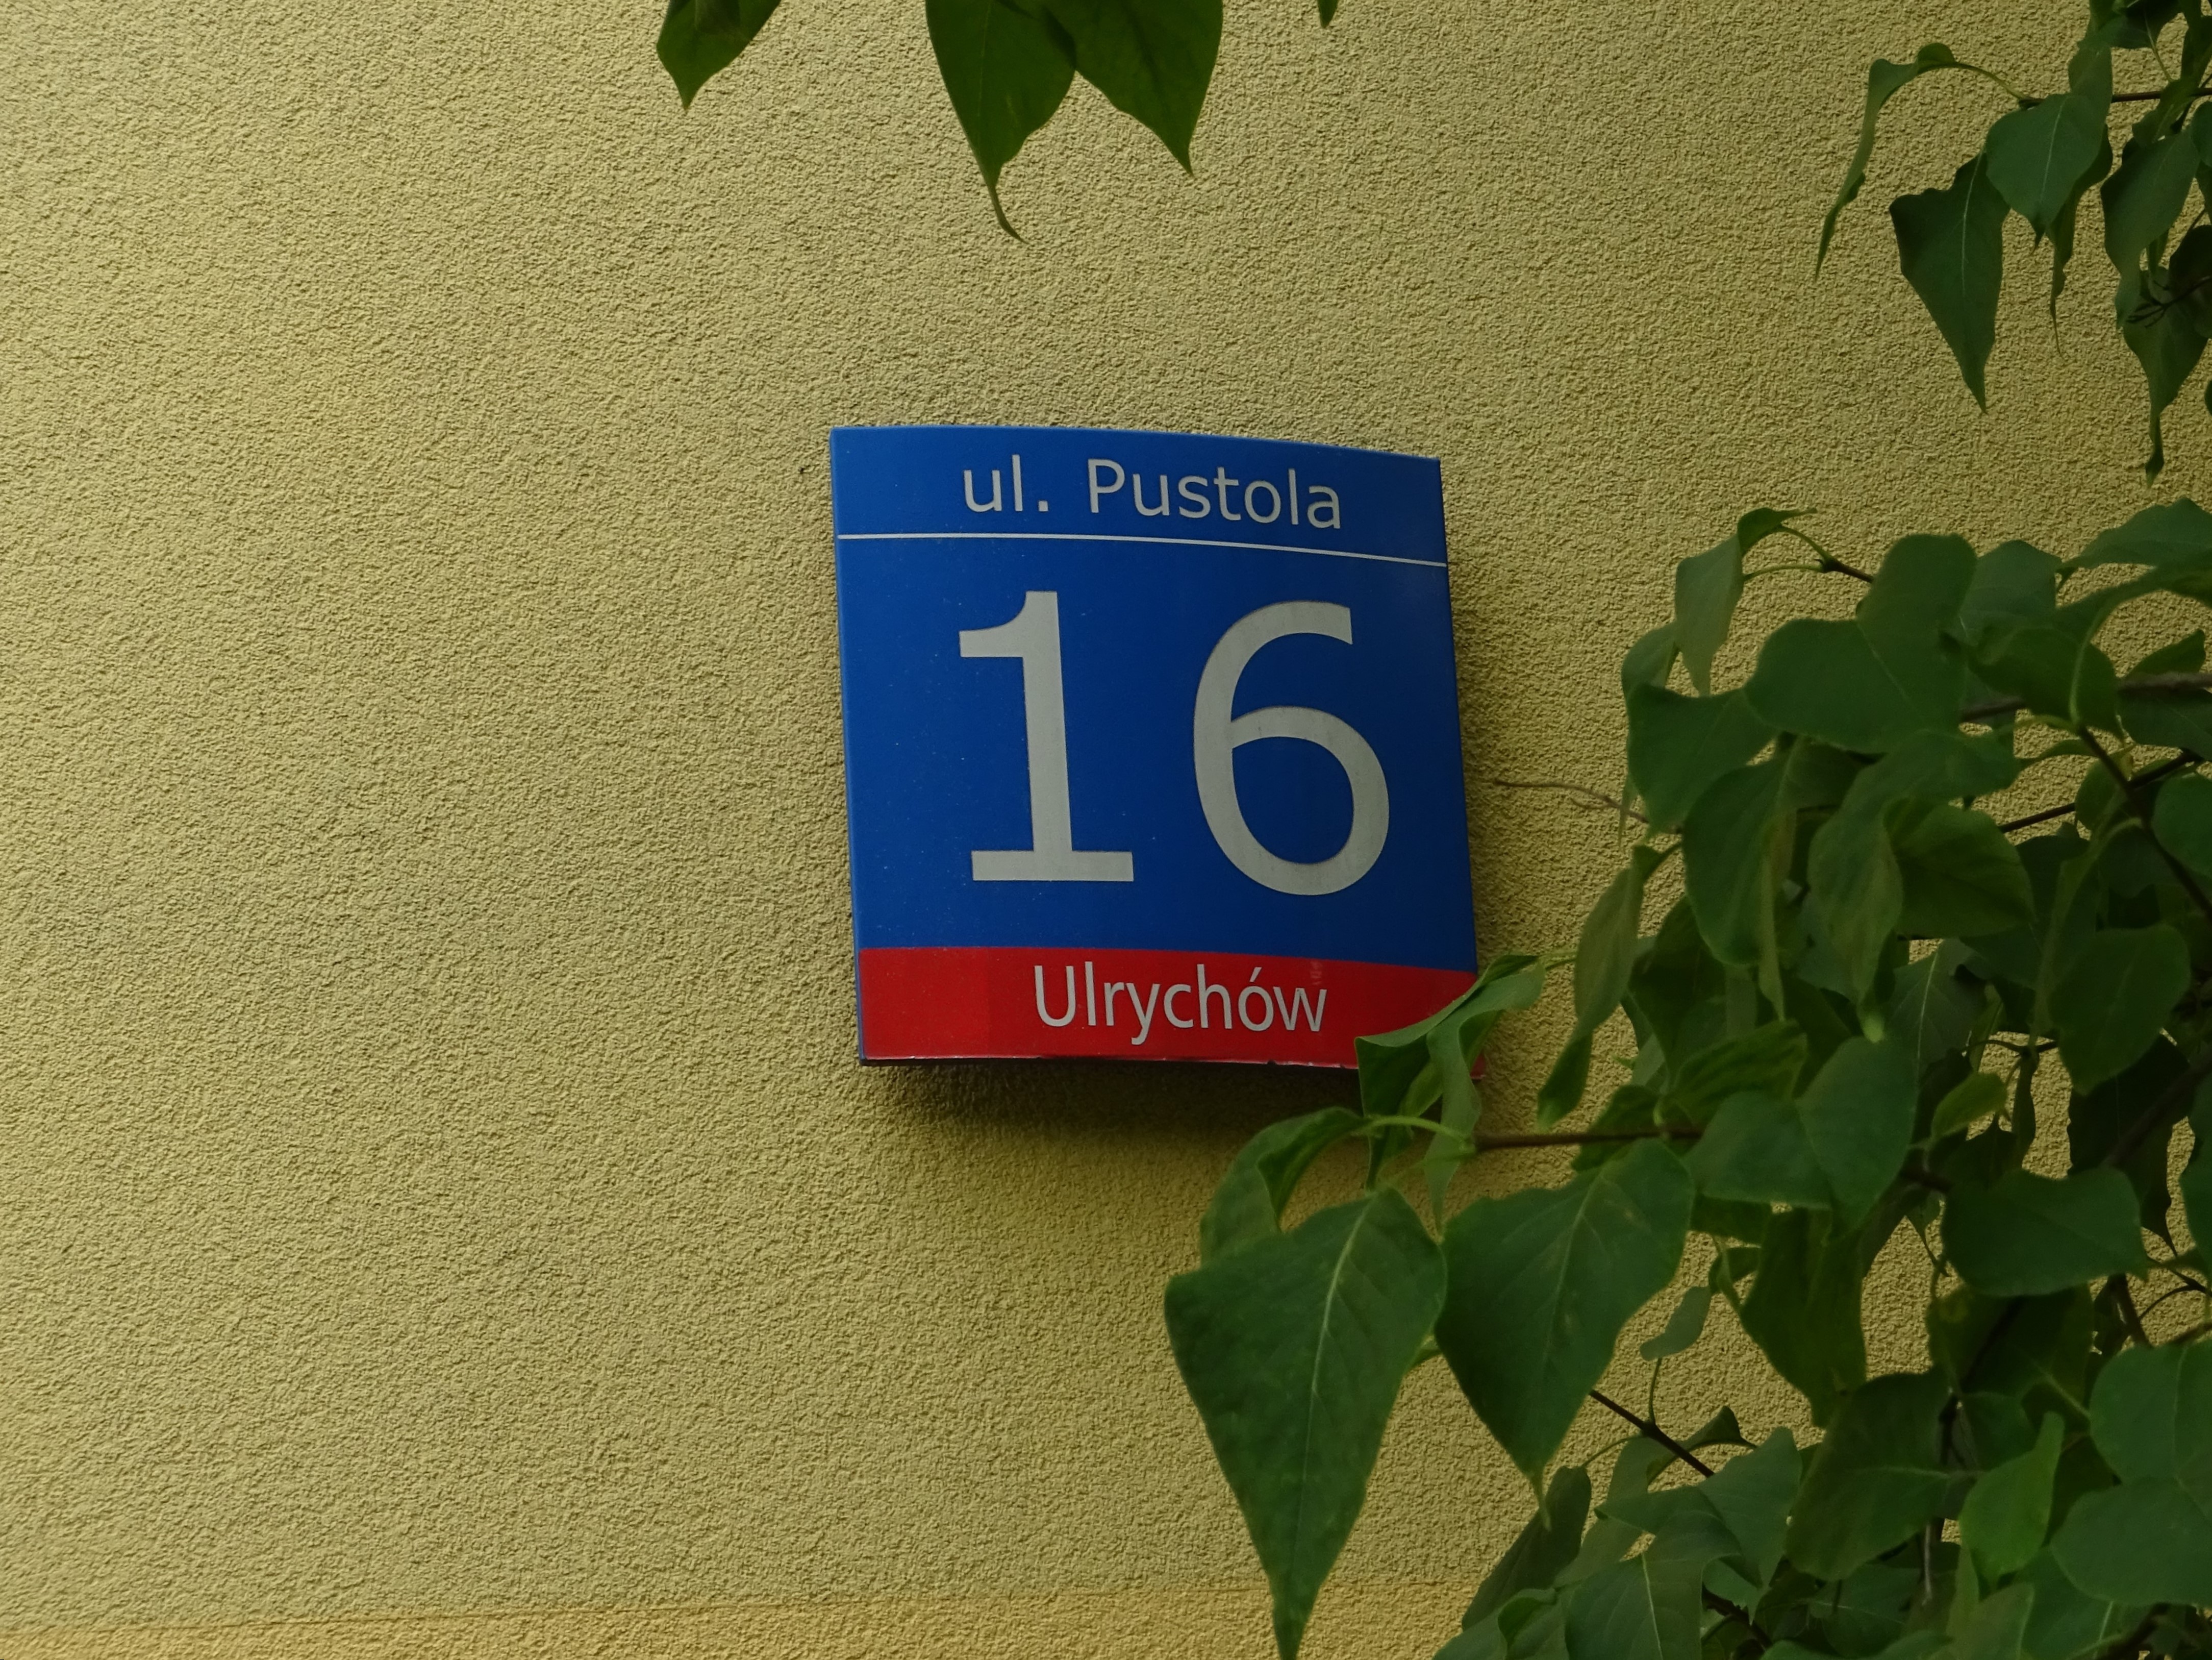 ul. Pustola
16
Ulrychów